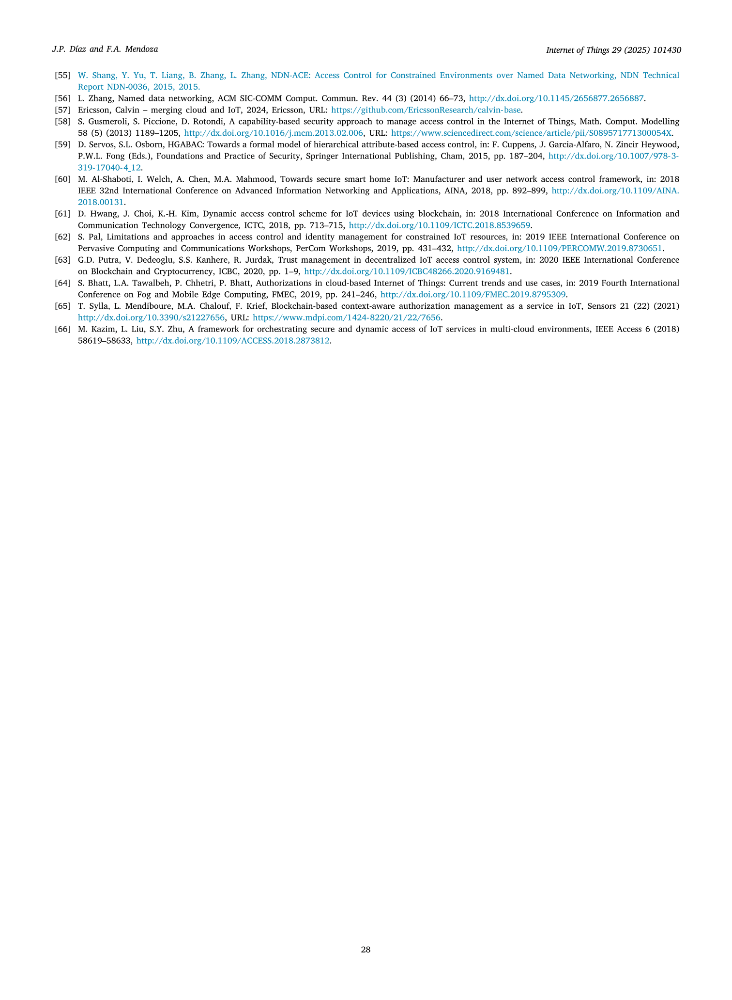 J.P. Díaz and F.A. Mendoza
Internet of Things 29 (2025) 101430
[55] W. Shang, Y. Yu, T. Liang, B. Zhang, L. Zhang, NDN-ACE: Access Control for Constrained Environments over Named Data Networking, NDN Technical
Report NDN-0036, 2015, 2015.
[56] L. Zhang, Named data networking, ACM SIC-COMM Comput. Commun. Rev. 44 (3) (2014) 66–73, http://dx.doi.org/10.1145/2656877.2656887.
[57] Ericsson, Calvin – merging cloud and IoT, 2024, Ericsson, URL: https://github.com/EricssonResearch/calvin-base.
[58] S. Gusmeroli, S. Piccione, D. Rotondi, A capability-based security approach to manage access control in the Internet of Things, Math. Comput. Modelling
58 (5) (2013) 1189–1205, http://dx.doi.org/10.1016/j.mcm.2013.02.006, URL: https://www.sciencedirect.com/science/article/pii/S089571771300054X.
[59] D. Servos, S.L. Osborn, HGABAC: Towards a formal model of hierarchical attribute-based access control, in: F. Cuppens, J. Garcia-Alfaro, N. Zincir Heywood,
P.W.L. Fong (Eds.), Foundations and Practice of Security, Springer International Publishing, Cham, 2015, pp. 187–204, http://dx.doi.org/10.1007/978-3-
319-17040-4_12.
[60] M. Al-Shaboti, I. Welch, A. Chen, M.A. Mahmood, Towards secure smart home IoT: Manufacturer and user network access control framework, in: 2018
IEEE 32nd International Conference on Advanced Information Networking and Applications, AINA, 2018, pp. 892–899, http://dx.doi.org/10.1109/AINA.
2018.00131.
[61] D. Hwang, J. Choi, K.-H. Kim, Dynamic access control scheme for IoT devices using blockchain, in: 2018 International Conference on Information and
Communication Technology Convergence, ICTC, 2018, pp. 713–715, http://dx.doi.org/10.1109/ICTC.2018.8539659.
[62] S. Pal, Limitations and approaches in access control and identity management for constrained IoT resources, in: 2019 IEEE International Conference on
Pervasive Computing and Communications Workshops, PerCom Workshops, 2019, pp. 431–432, http://dx.doi.org/10.1109/PERCOMW.2019.8730651.
[63] G.D. Putra, V. Dedeoglu, S.S. Kanhere, R. Jurdak, Trust management in decentralized IoT access control system, in: 2020 IEEE International Conference
on Blockchain and Cryptocurrency, ICBC, 2020, pp. 1–9, http://dx.doi.org/10.1109/ICBC48266.2020.9169481.
[64] S. Bhatt, L.A. Tawalbeh, P. Chhetri, P. Bhatt, Authorizations in cloud-based Internet of Things: Current trends and use cases, in: 2019 Fourth International
Conference on Fog and Mobile Edge Computing, FMEC, 2019, pp. 241–246, http://dx.doi.org/10.1109/FMEC.2019.8795309.
[65] T. Sylla, L. Mendiboure, M.A. Chalouf, F. Krief, Blockchain-based context-aware authorization management as a service in IoT, Sensors 21 (22) (2021)
http://dx.doi.org/10.3390/s21227656, URL: https://www.mdpi.com/1424-8220/21/22/7656.
[66] M. Kazim, L. Liu, S.Y. Zhu, A framework for orchestrating secure and dynamic access of IoT services in multi-cloud environments, IEEE Access 6 (2018)
58619–58633, http://dx.doi.org/10.1109/ACCESS.2018.2873812.
28